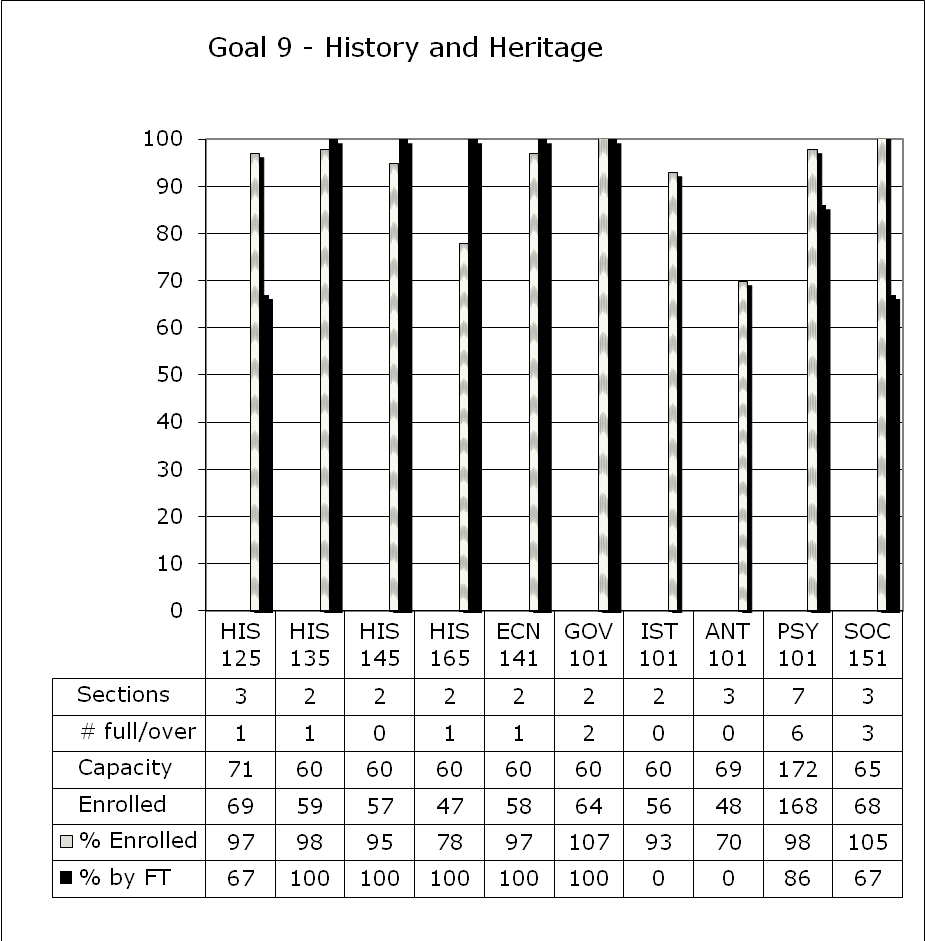 Goal 9 - History and Heritage
100
90
80
70
60
50
40
30
20
10
0
HIS HIS HIS HIS ECN GOV IST ANT PSY SOC
125 135 145 165 141 101 101 101 101 151
Sections 3 2 2 2 2 2 2 3 7 3
# full/over 1 1 0 1 1 2 0 0 6 3
Capacity 71 60 60 60 60 60 60 69 172 65
Enrolled 69 59 57 47 58 64 56 48 168 68
% Enrolled 97 98 95 78 97 107 93 70 98 105
% by FT 67 100 100 100 100 100 0 0 86 67